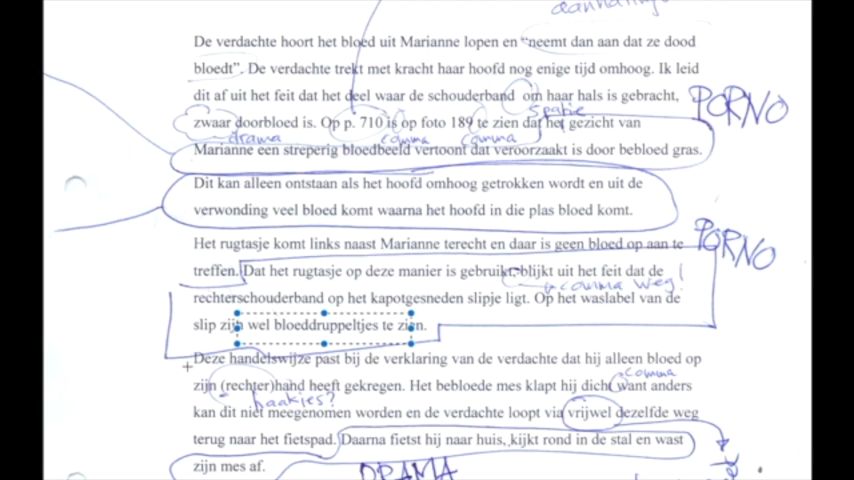 aanhaling
De verdachte hoort het bloed uit Marianne lopen en "neemt dan aan dat ze dood
bloedt". De verdachte trekt met kracht haar hoofd nog enige tijd omhoog. Ik leid
dit af uit het feit dat het deel waar de schouderband om haar hals is gebracht,
PORNO
spatie
zwaar doorbloed is. Op p. 710 is op foto 189 te zien dat het gezicht van
drama comma comma
Marianne een streperig bloedbeeld vertoont dat veroorzaakt is door bebloed gras.
Dit kan alleen ontstaan als het hoofd omhoog getrokken wordt en uit de
verwonding veel bloed komt waarna het hoofd in die plas bloed komt.
Het rugtasje komt links naast Marianne terecht en daar is geen bloed op aan te
PORNO
treffen. Dat het rugtasje op deze manier is gebruikt, blijkt uit het feit dat de
comma weg!
rechterschouderband op het kapotgesneden slipje ligt. Op het waslabel van de
slip zijn wel bloeddruppeltjes te zien.
Deze handelswijze past bij de verklaring van de verdachte dat hij alleen bloed op
comma
zijn (rechter)hand heeft gekregen. Het bebloede mes klapt hij dicht want anders
haakjes?
kan dit niet meegenomen worden en de verdachte loopt via vrijwel dezelfde weg
terug naar het fietspad. Daarna fietst hij naar huis, kijkt rond in de stal en wast
zijn mes af.
DRAMA